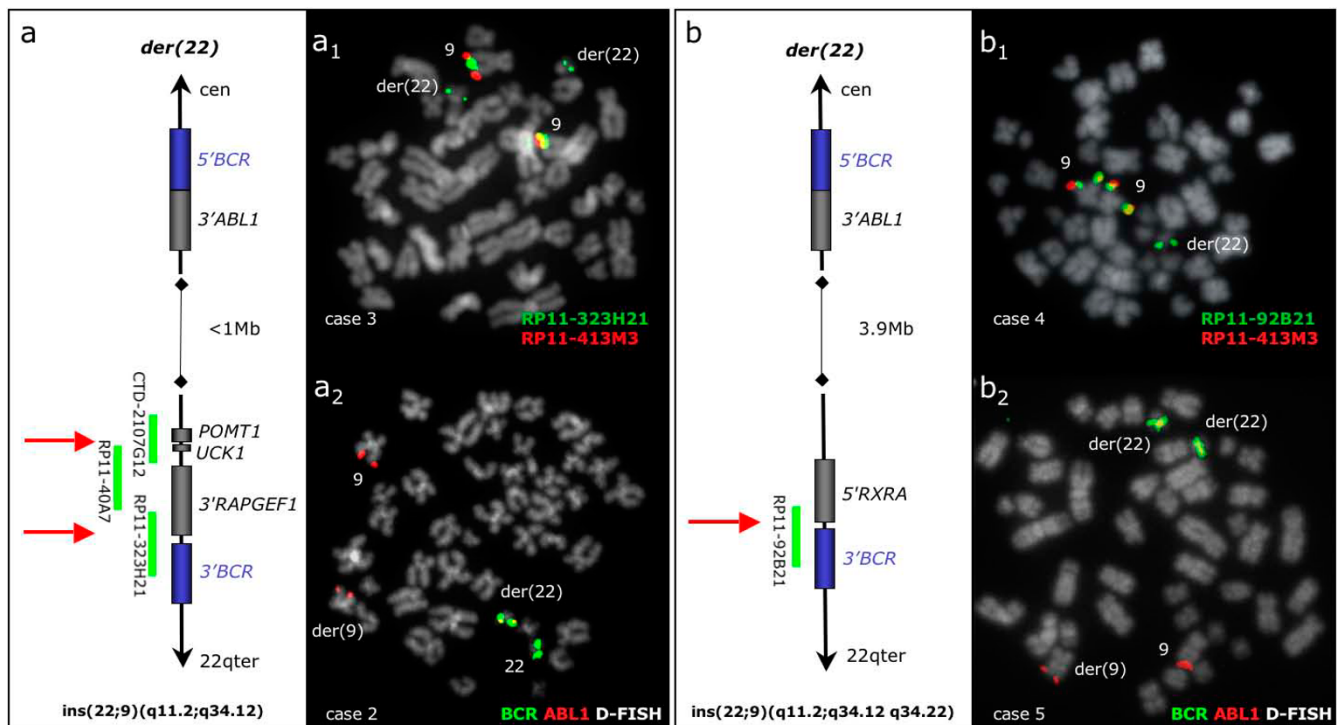 a
der(22)
cen
5'BCR
3'ABL1
<1Mb
CTD-2107G12
RP11-40A7
RP11-323H21
POMT1
UCK1
3'RAPGEF1
3'BCR
22qter
ins(22;9)(q11.2;q34.12)
a1
9
der(22)
der(22)
9
case 3
RP11-323H21
RP11-413M3
a2
9
der(22)
der(9)
22
case 2
BCR ABL1 D-FISH
b
der(22)
cen
5'BCR
3'ABL1
3.9Mb
RP11-92B21
5'RXRA
3'BCR
22qter
ins(22;9)(q11.2;q34.12 q34.22)
b1
9
9
der(22)
case 4
RP11-92B21
RP11-413M3
b2
der(22)
der(22)
9
der(9)
case 5
BCR ABL1 D-FISH